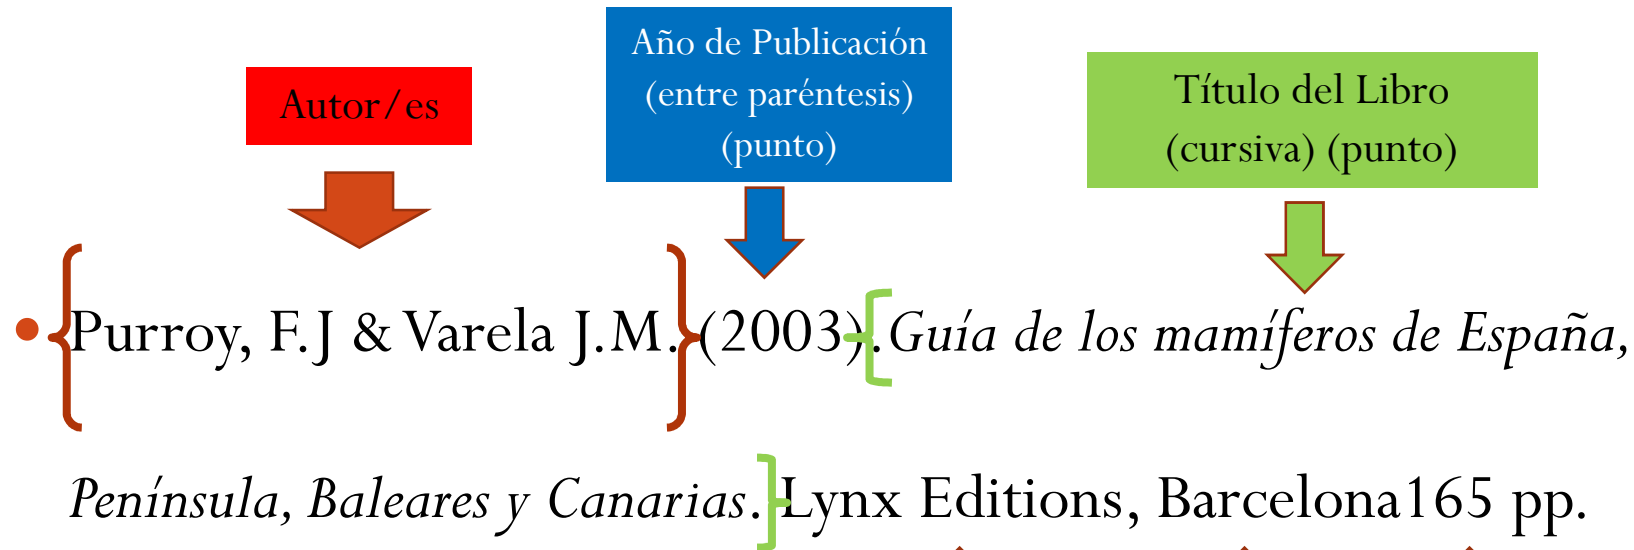 Autor/es
Año de Publicación
(entre paréntesis)
(punto)
Título del Libro
(cursiva) (punto)
Purroy, F.J & Varela J.M. (2003). Guía de los mamíferos de España,
Península, Baleares y Canarias. Lynx Editions, Barcelona165 pp.